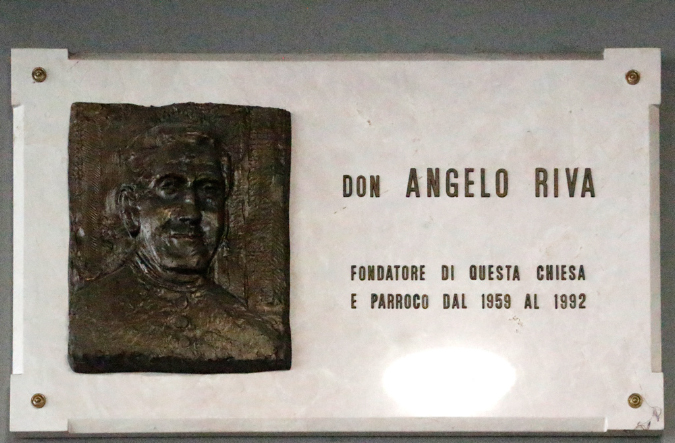 DON ANGELO RIVA
FONDATORE DI QUESTA CHIESA
E PARROCO DAL 1959 AL 1992